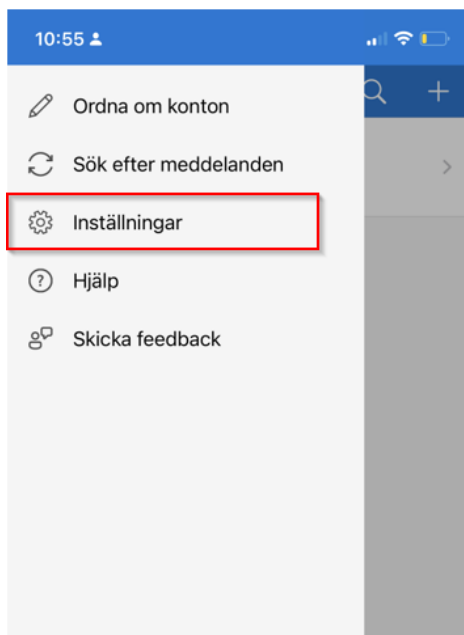 10:55
Ordna om konton
Sök efter meddelanden
Inställningar
Hjälp
Skicka feedback